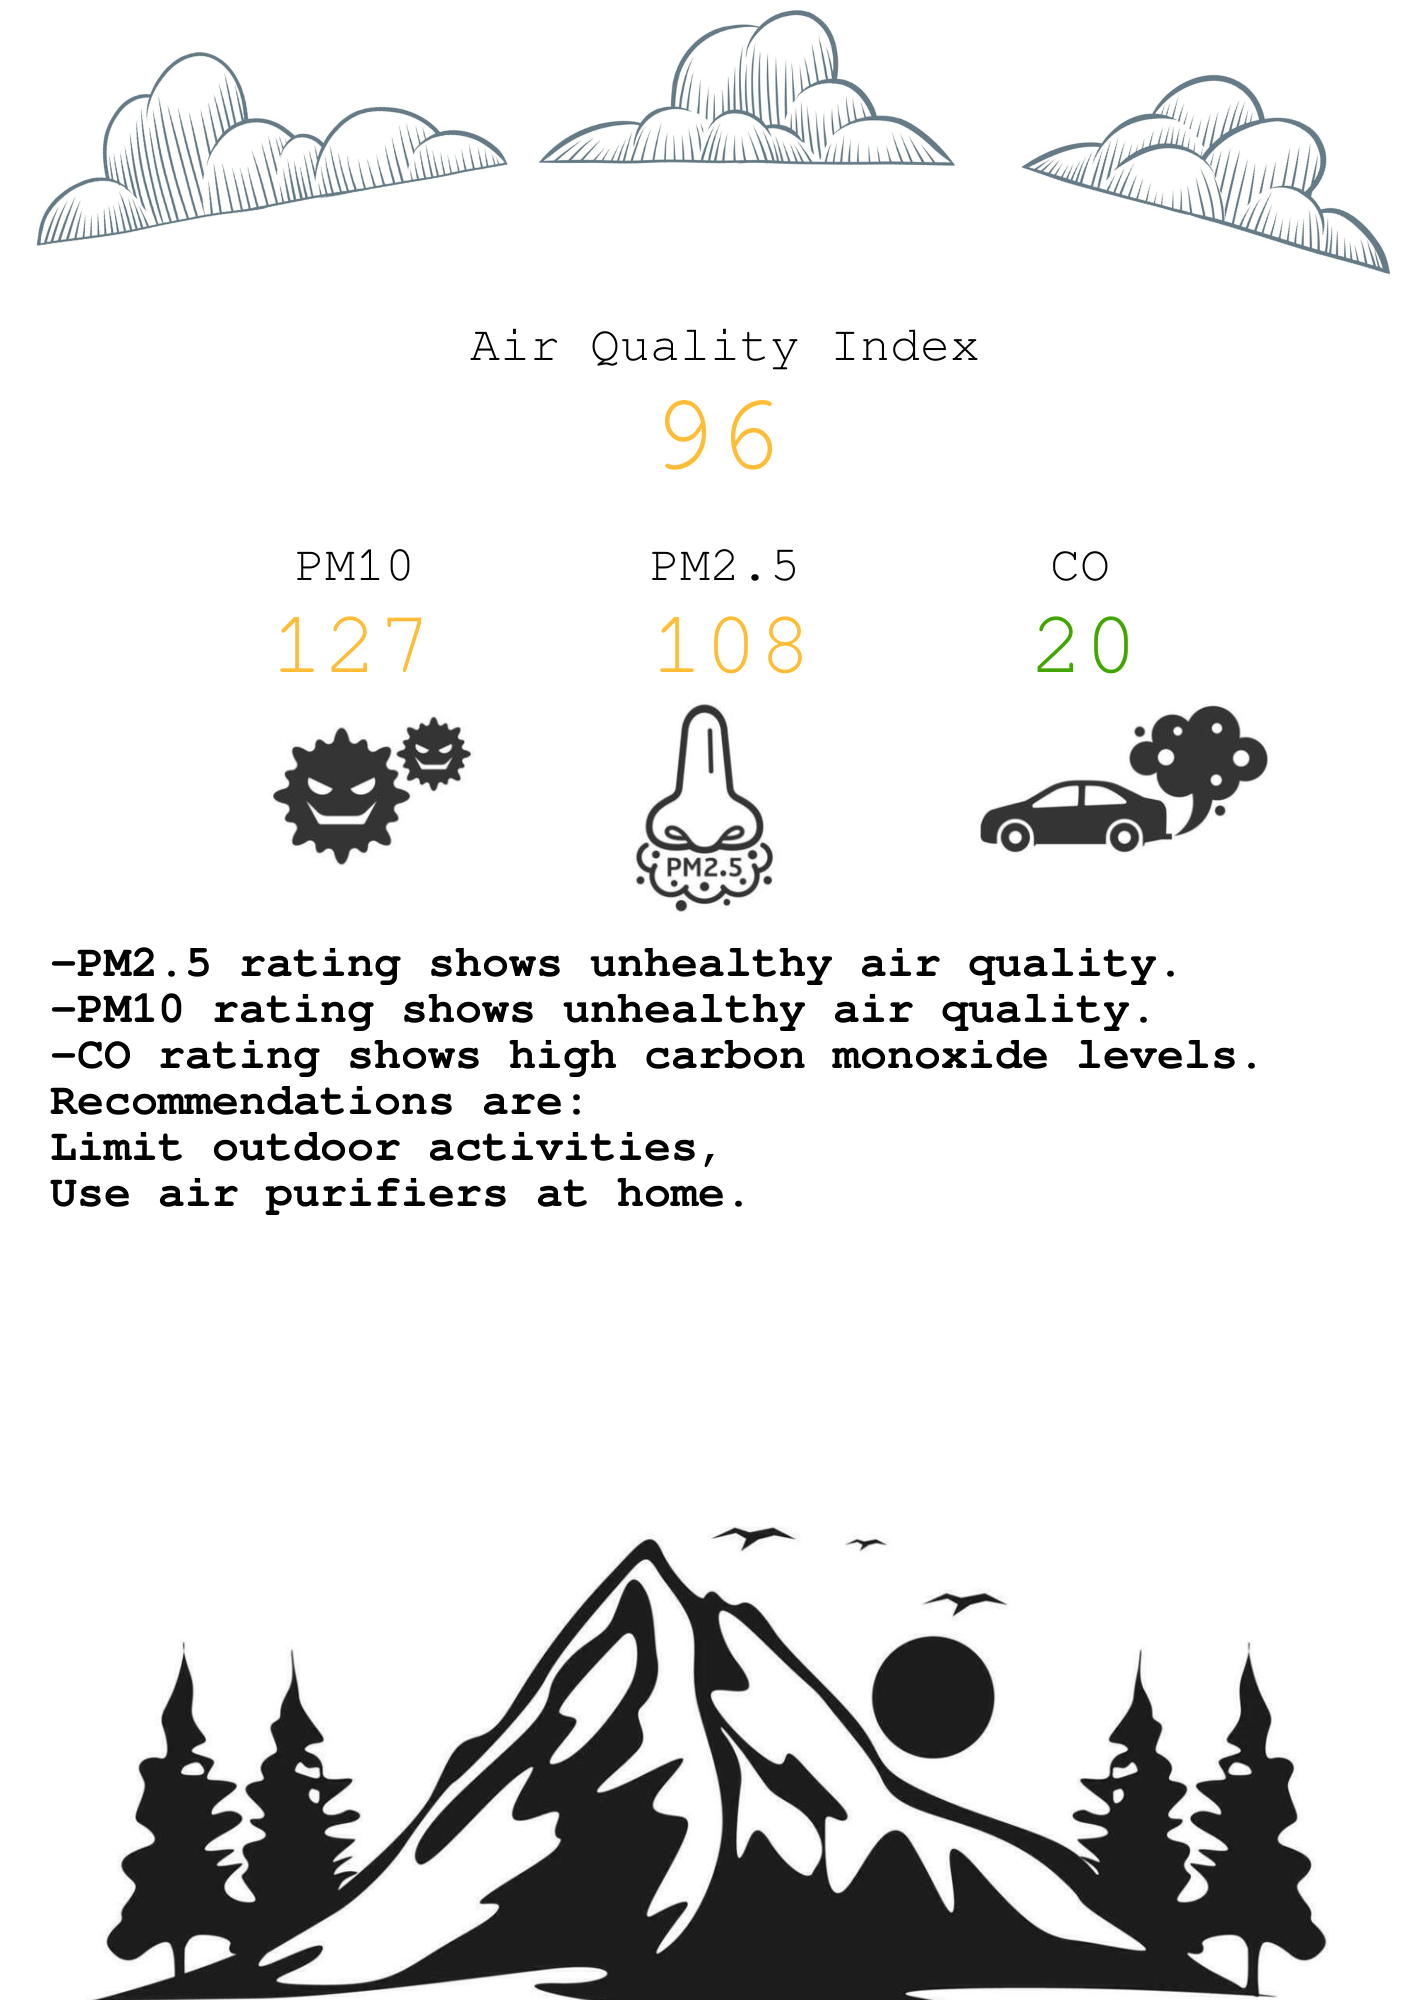 Air Quality Index
96
PM10 PM2.5 CO
127 108 20
PM2.5
-PM2.5 rating shows unhealthy air quality.
-PM10 rating shows unhealthy air quality.
-CO rating shows high carbon monoxide levels.
Recommendations are:
Limit outdoor activities,
Use air purifiers at home.